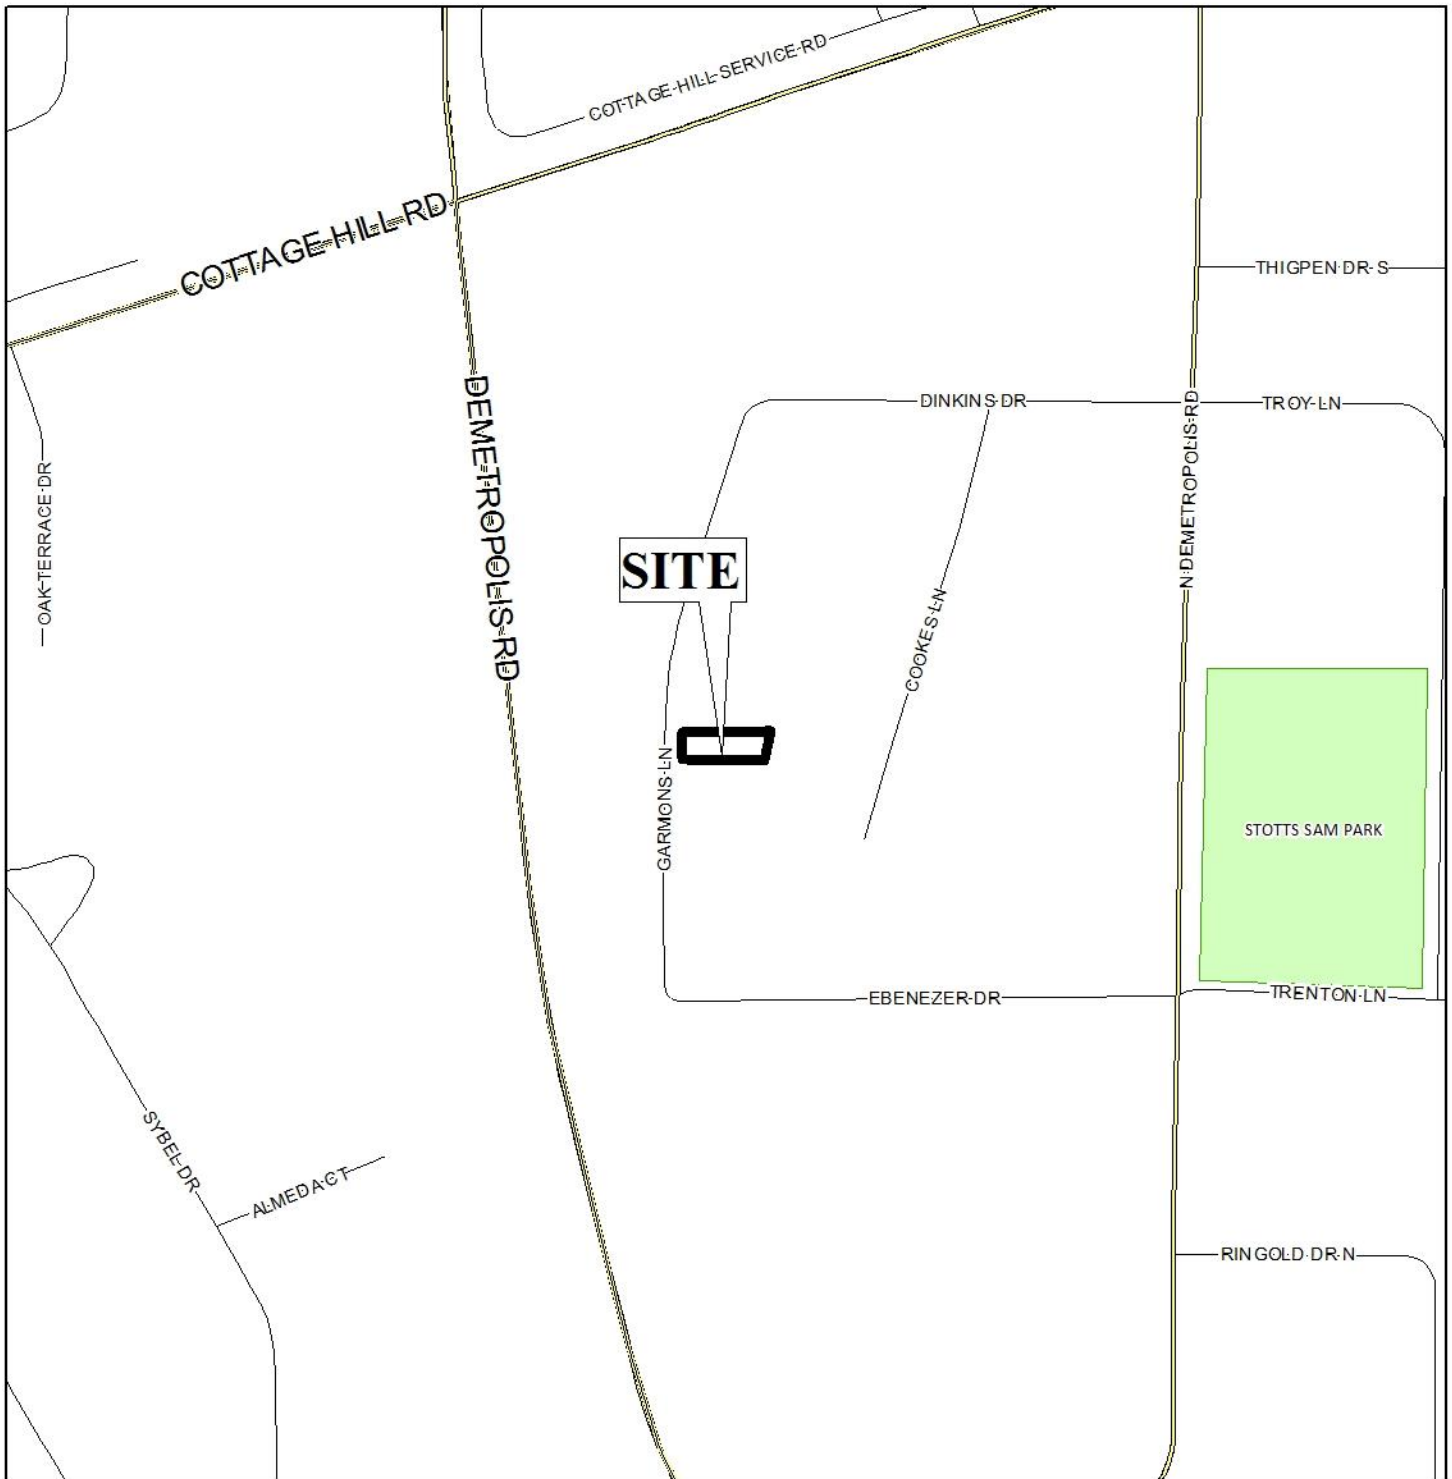 COTTAGE HILL SERVICE RD
COTTAGE HILL RD
THIGPEN DR S
DINKINS DR
TROY LN
DEMETROPOLIS RD
N DEMETROPOLIS RD
OAK TERRACE DR
SITE
COOKES LN
GARMONS LN
STOTTS SAM PARK
EBENEZER DR
TRENTON LN
SYBEL DR
ALMEDA CT
RINGOLD DR N